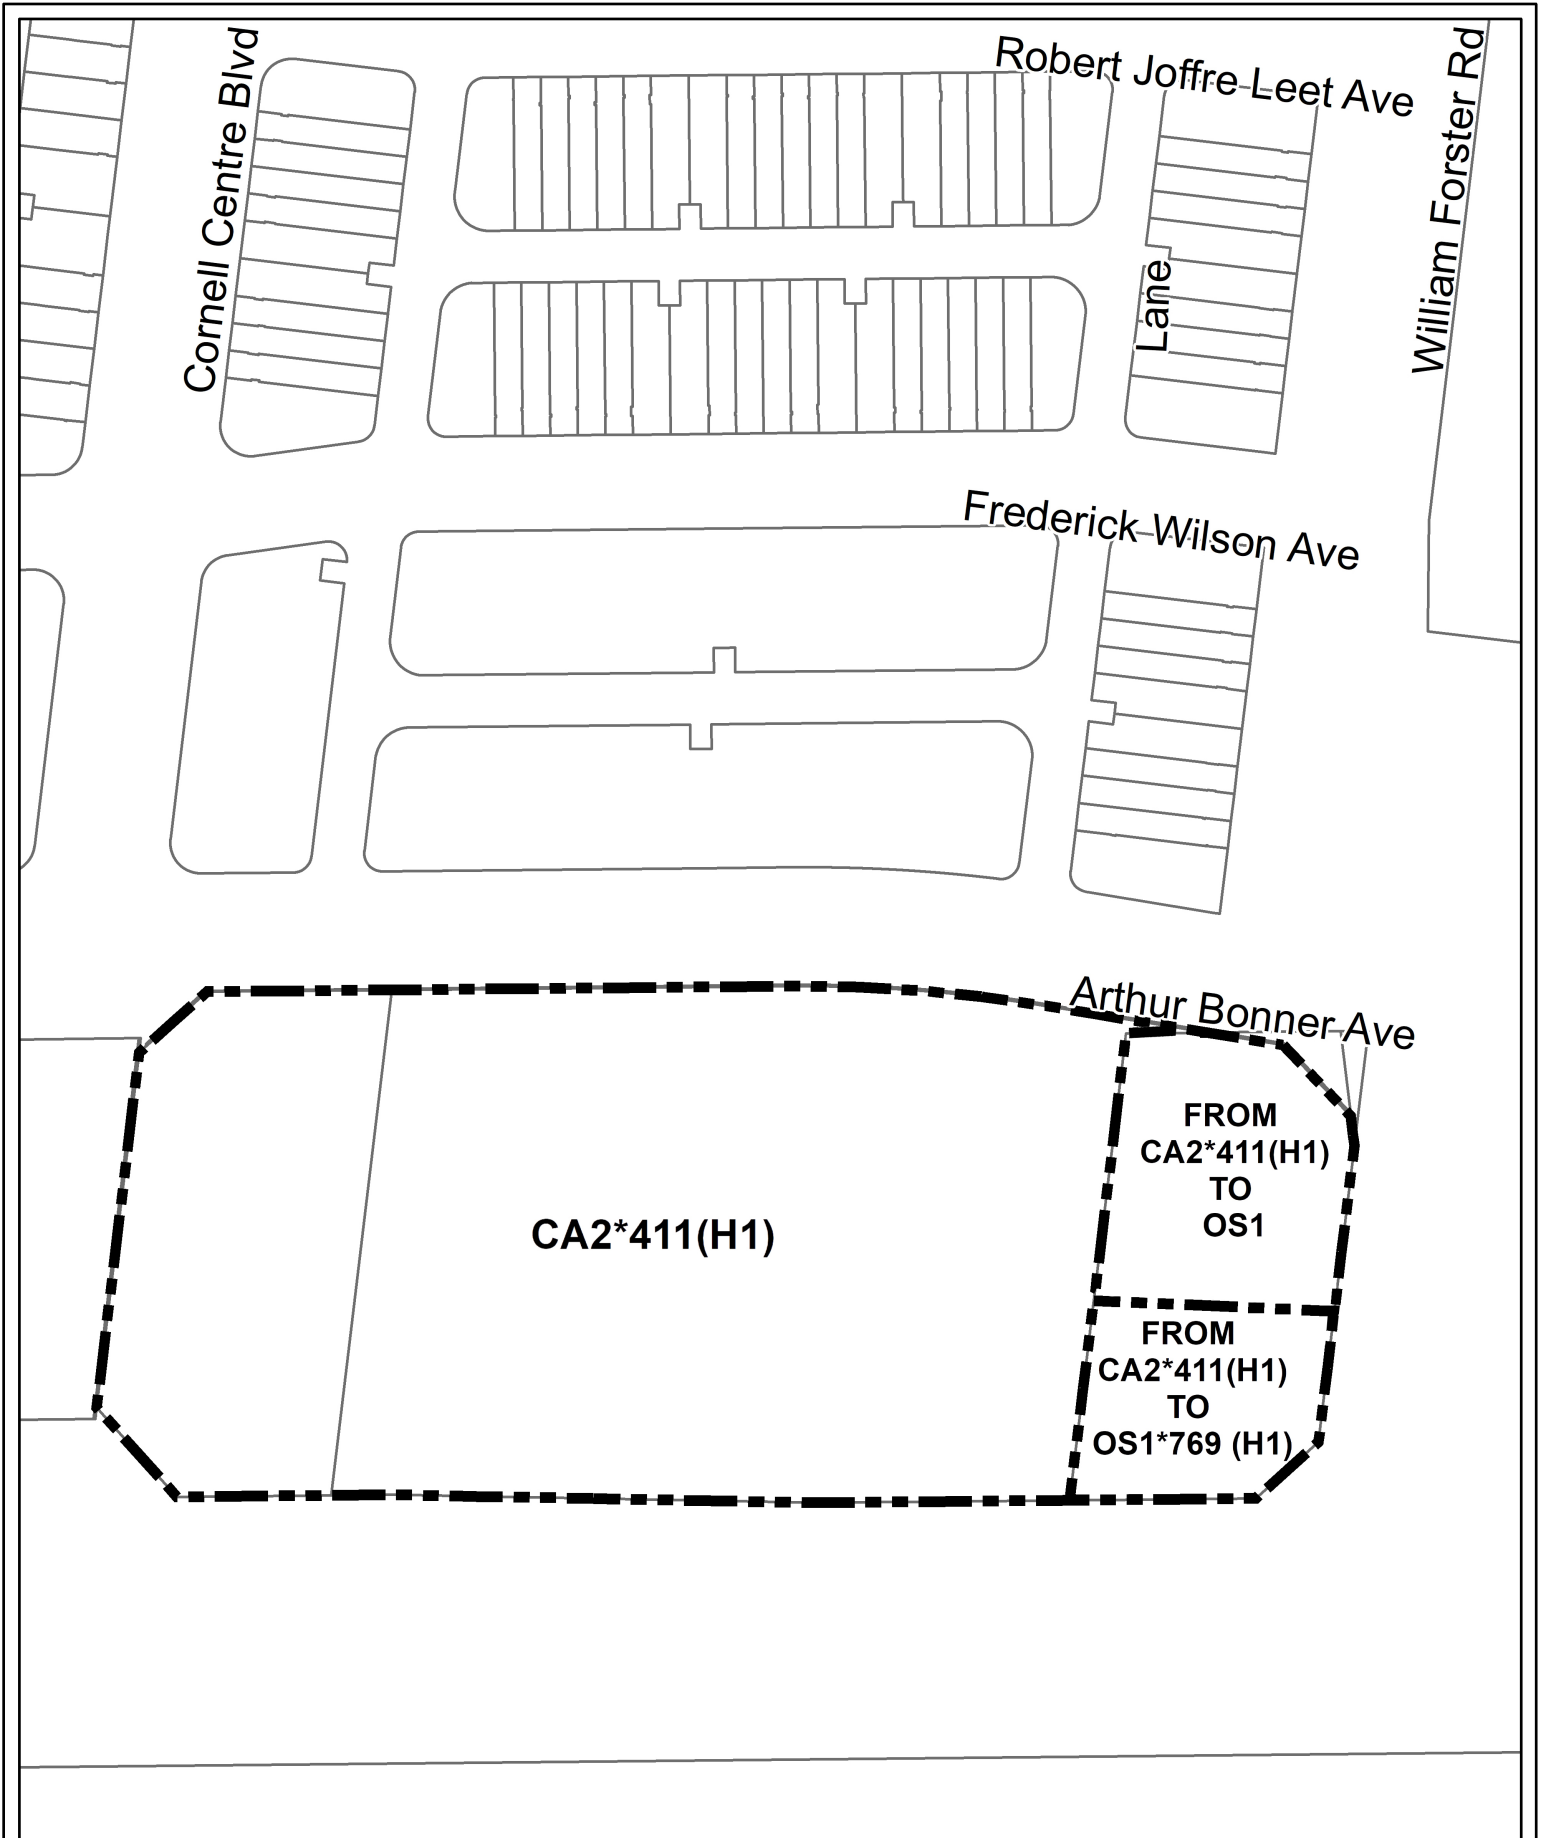 Robert Joffre Leet Ave
Cornell Centre Blvd
William Forster Rd
Lane
Frederick Wilson Ave
Arthur Bonner Ave
FROM
CA2*411(H1)
TO
OS1
CA2*411(H1)
FROM
CA2*411(H1)
TO
OS1*769 (H1)